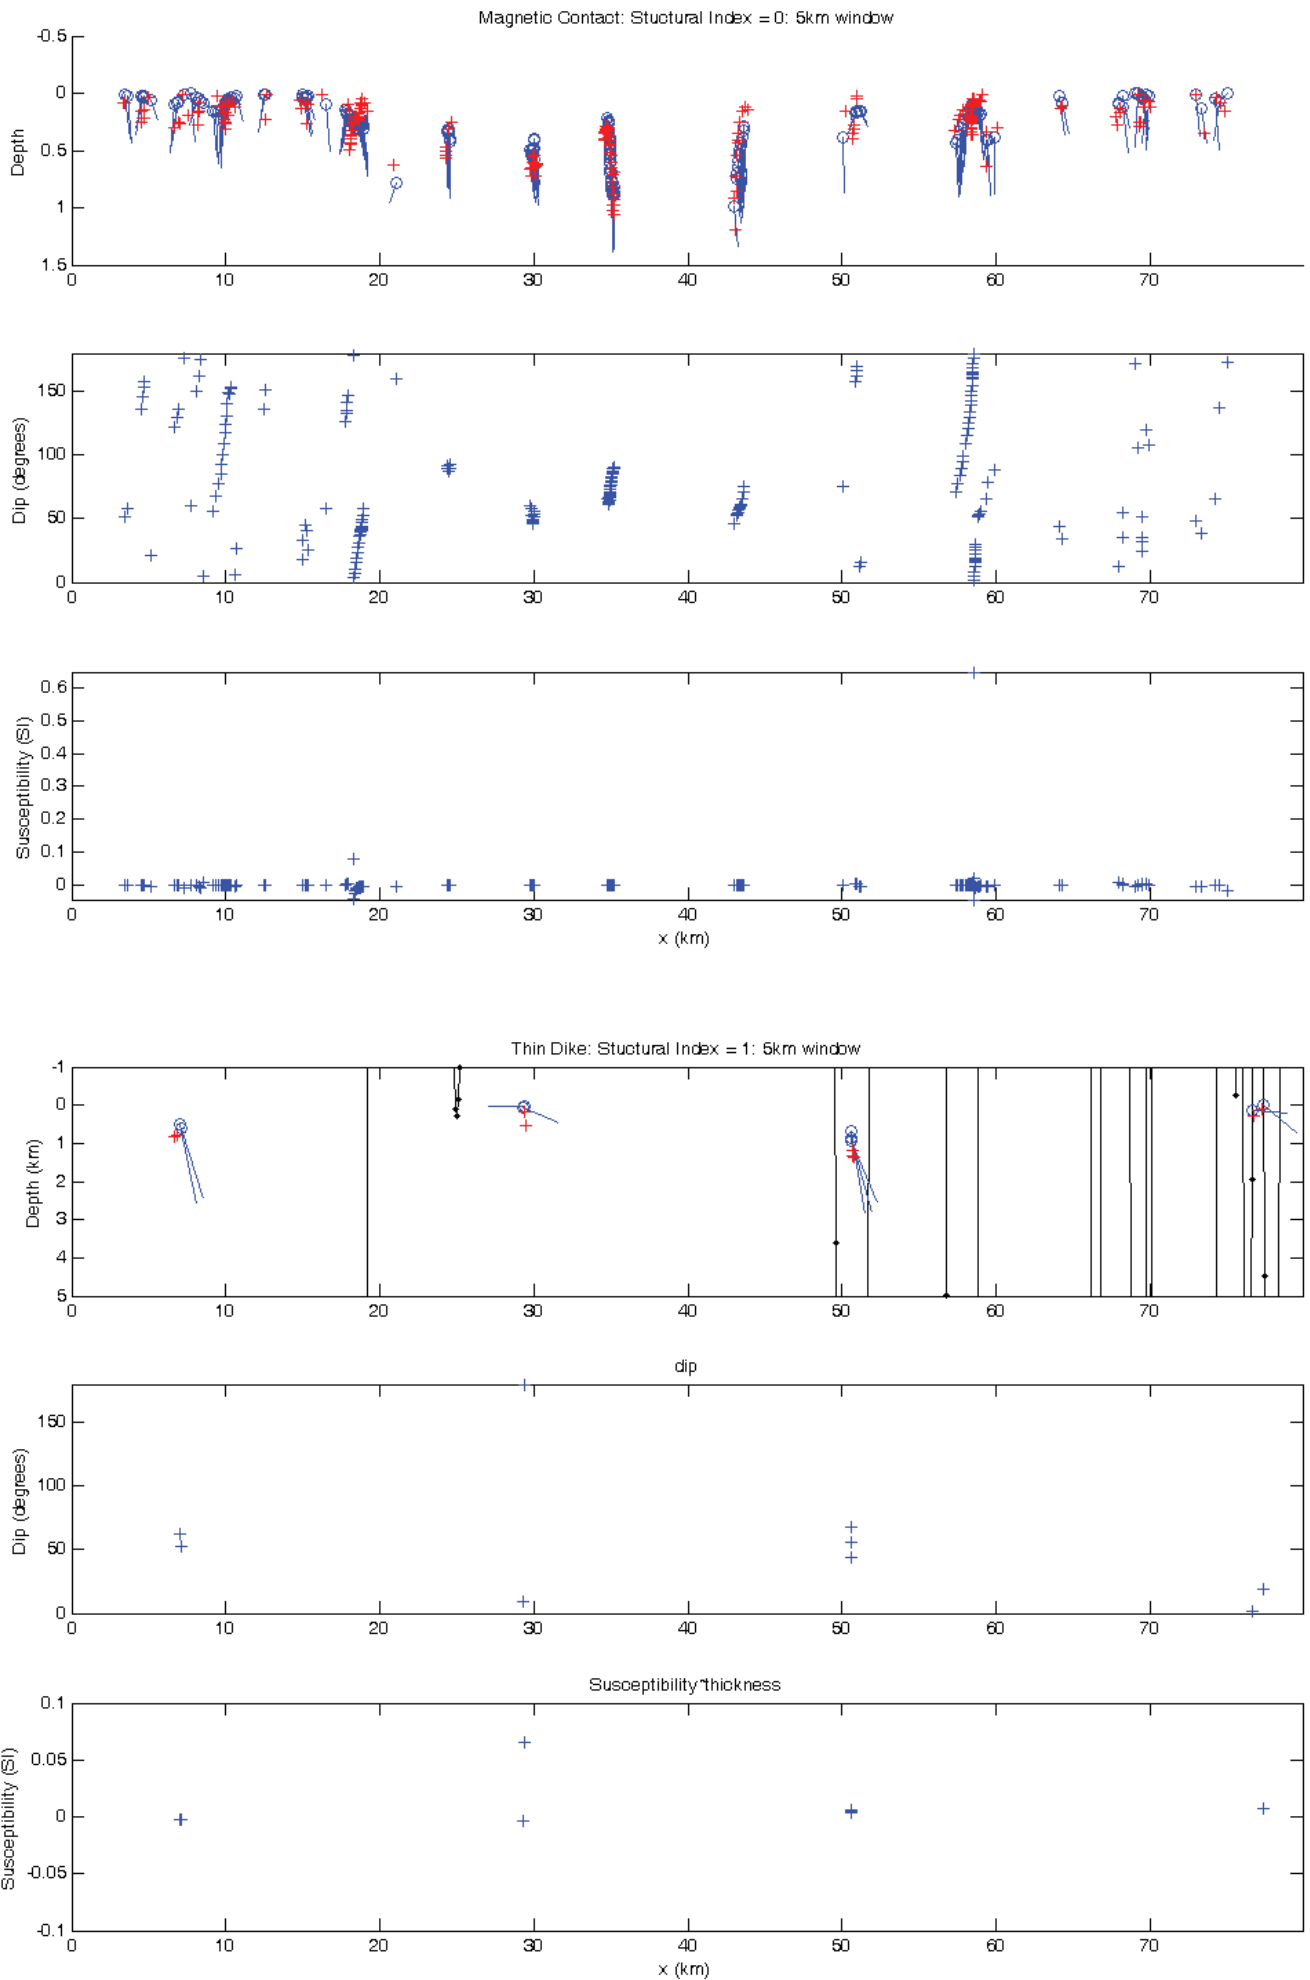 Magnetic Contact: Stuctural Index = 0: 5km window
-0.5
0
0.5
1
1.5
Depth
0 10 20 30 40 50 60 70
150
100
50
0
Dip (degrees)
0 10 20 30 40 50 60 70
0.6
0.5
0.4
0.3
0.2
0.1
0
Susceptibility (SI)
0 10 20 30 40 50 60 70
x (km)
Thin Dike: Stuctural Index = 1: 5km window
-1
0
1
2
3
4
5
Depth (km)
0 10 20 30 40 50 60 70
dip
150
100
50
0
Dip (degrees)
0 10 20 30 40 50 60 70
Susceptibility*thickness
0.1
0.05
0
-0.05
-0.1
Susceptibility (SI)
0 10 20 30 40 50 60 70
x (km)